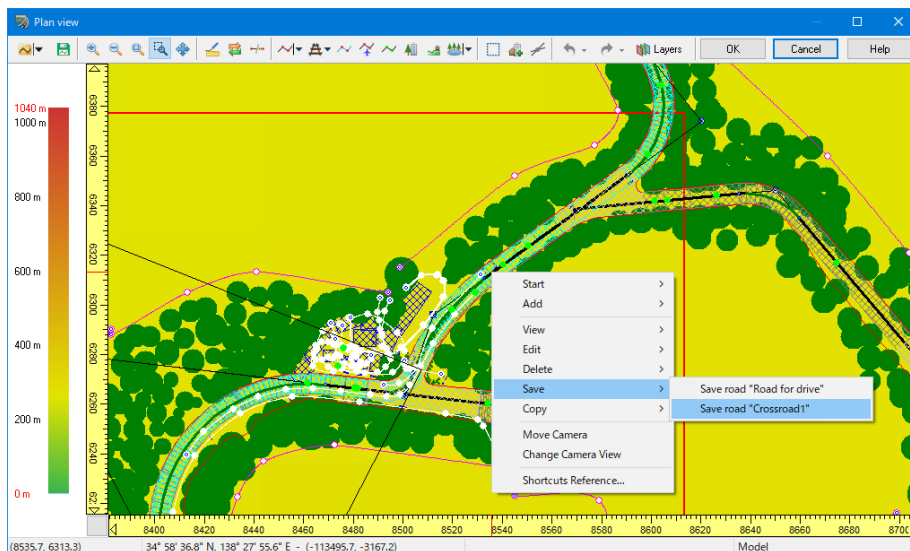 Plan view
Layers
OK
Cancel
Help
1040 m
1000 m
800 m
600 m
400 m
200 m
0 m
6380
6360
6340
6320
6300
6280
6260
6240
Start
Add
View
Edit
Delete
Save
Copy
Move Camera
Change Camera View
Shortcuts Reference...
Save road "Road for drive"
Save road "Crossroad1"
8400
8420
8440
8460
8480
8500
8520
8540
8560
8580
8600
8620
8640
8660
8680
8700
(8535.7, 6313.3)
34° 58' 36.8" N, 138° 27' 55.6" E - (-113495.7, -3167.2)
Model